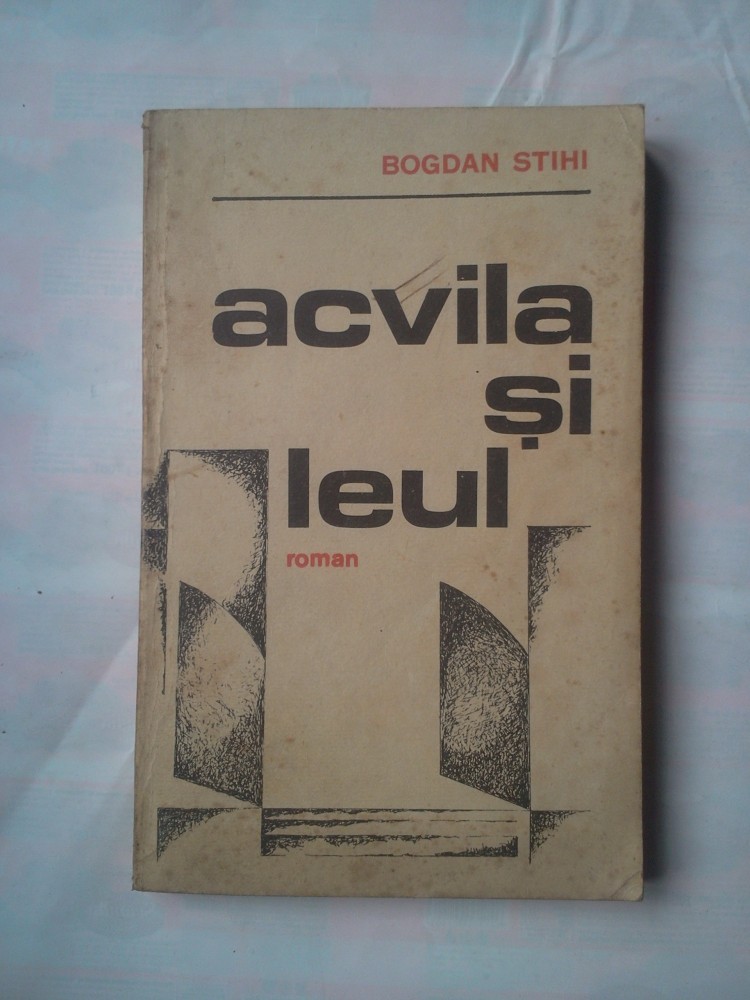 BOGDAN STIHI
acvila
și
leul
roman